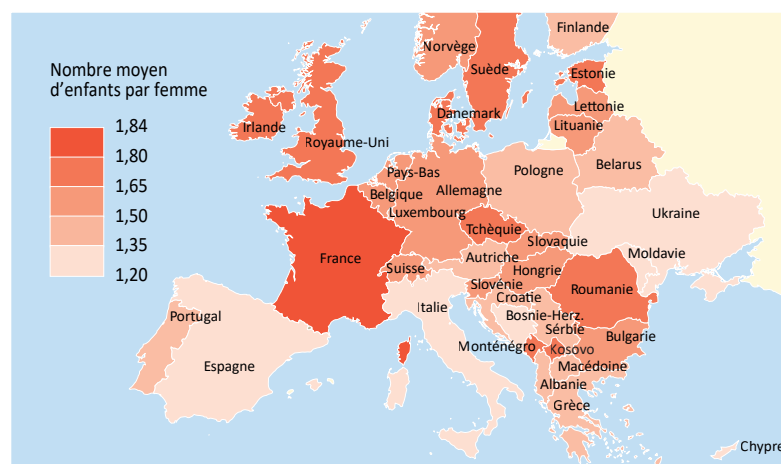 Nombre moyen
d'enfants par femme
1,84
1,80
1,65
1,50
1,35
1,20
Finlande
Norvège
Suède
Estonie
Lettonie
Lituanie
Danemark
Irlande
Royaume-Uni
Belarus
Pays-Bas
Pologne
Allemagne
Belgique
Luxembourg
Ukraine
Tchèquie
Slovaquie
Moldavie
France
Autriche
Suisse
Hongrie
Slovénie
Roumanie
Croatie
Italie
Bosnie-Herz.
Portugal
Sérbie
Bulgarie
Monténégro
Kosovo
Espagne
Macédoine
Albanie
Grèce
Chypre